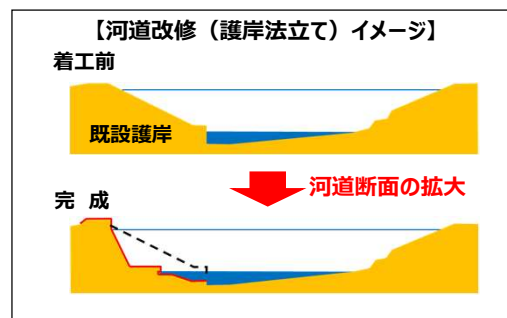 【河道改修（護岸法立て）イメージ】
着工前
既設護岸
河道断面の拡大
完 成